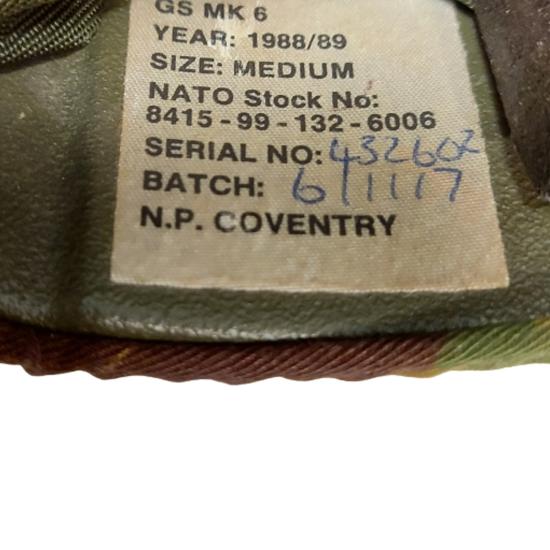 GS MK 6
YEAR: 1988/89
SIZE: MEDIUM
NATO Stock No:
8415-99-132-6006
SERIAL NO: 432602
BATCH: 6/1117
N.P. COVENTRY